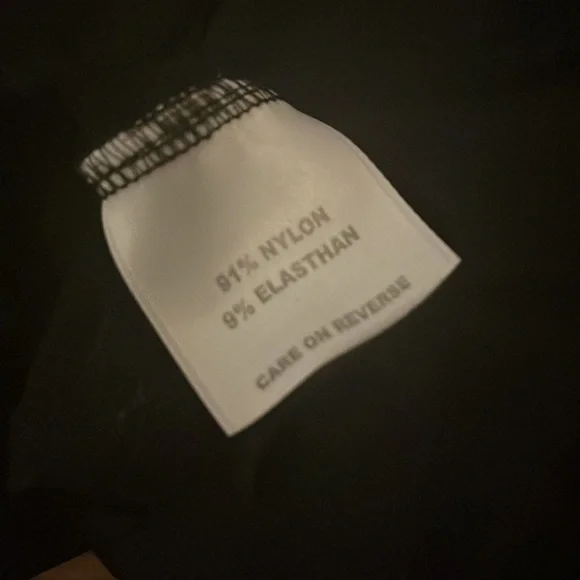 91% NYLON
9% ELASTHAN
CARE ON REVERSE